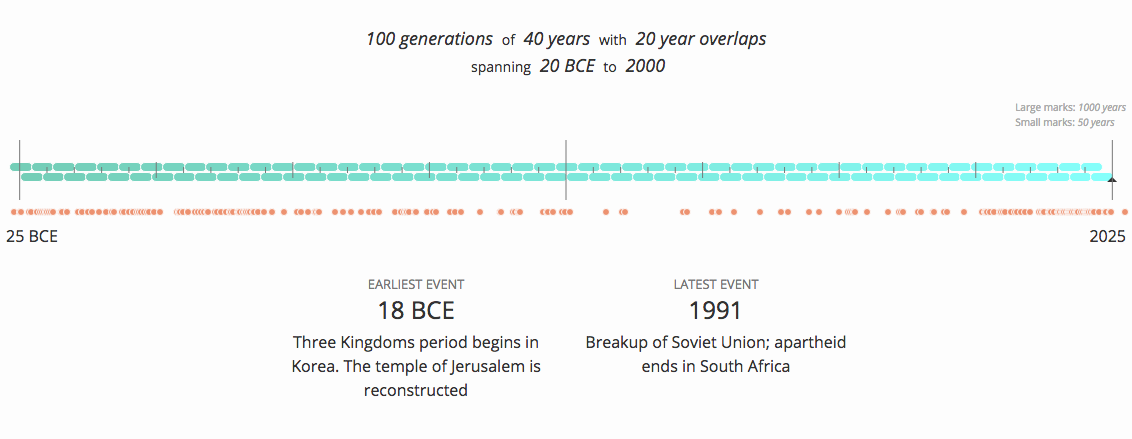 100 generations of 40 years with 20 year overlaps
spanning 20 BCE to 2000
Large marks: 1000 years
Small marks: 50 years
25 BCE
2025
EARLIEST EVENT
18 BCE
Three Kingdoms period begins in
Korea. The temple of Jerusalem is
reconstructed
LATEST EVENT
1991
Breakup of Soviet Union; apartheid
ends in South Africa